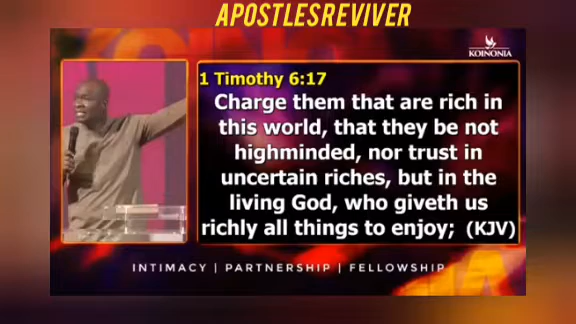 APOSTLESREVIVER
KOINONIA
1 Timothy 6:17
Charge them that are rich in
this world, that they be not
highminded, nor trust in
uncertain riches, but in the
living God, who giveth us
richly all things to enjoy; (KJV)
INTIMACY | PARTNERSHIP | FELLOWSHIP